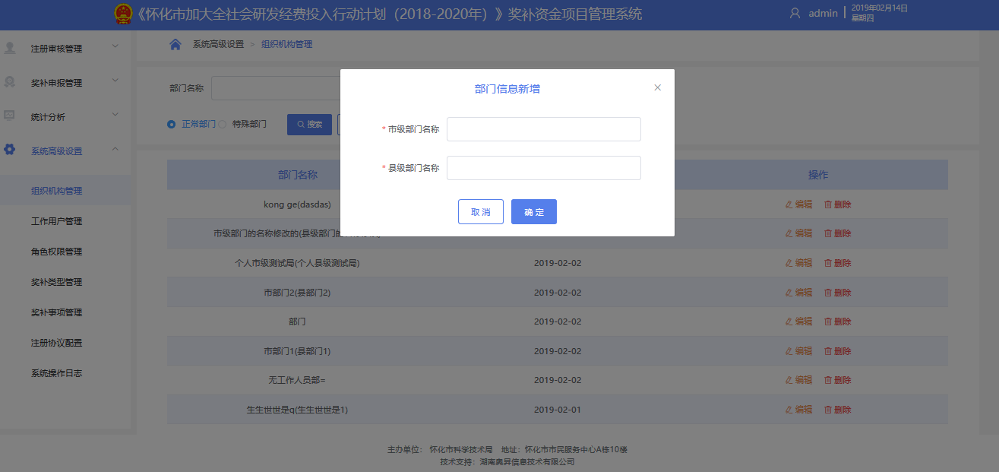 《怀化市加大全社会研发经费投入行动计划（2018-2020年）》奖补资金项目管理系统
admin
2019年02月14日
星期四
注册审核管理
奖补申报管理
统计分析
系统高级设置
组织机构管理
工作用户管理
角色权限管理
奖补类型管理
奖补事项管理
注册协议配置
系统操作日志
系统高级设置 > 组织机构管理
部门名称
正常部门 特殊部门 搜索
部门信息新增
* 市级部门名称
* 县级部门名称
取 消 确 定
部门名称 操作
kong ge(dasdas) 编辑 删除
市级部门的名称修改的(县级部门的 编辑 删除
个人市级测试局(个人县级测试局) 2019-02-02 编辑 删除
市部门2(县部门2) 2019-02-02 编辑 删除
部门 2019-02-02 编辑 删除
市部门1(县部门1) 2019-02-02 编辑 删除
无工作人员部= 2019-02-02 编辑 删除
生生世世是q(生生世世是1) 2019-02-01 编辑 删除
主办单位： 怀化市科学技术局 地址：怀化市市民服务中心A栋10楼
技术支持：湖南奥昇信息技术有限公司